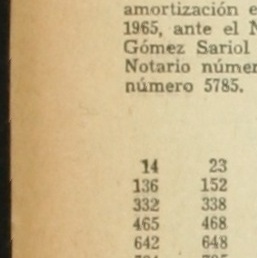 amortización e
1965, ante el N
Gómez Sariol
Notario númer
número 5785.
14 23
136 152
332 338
465 468
642 648